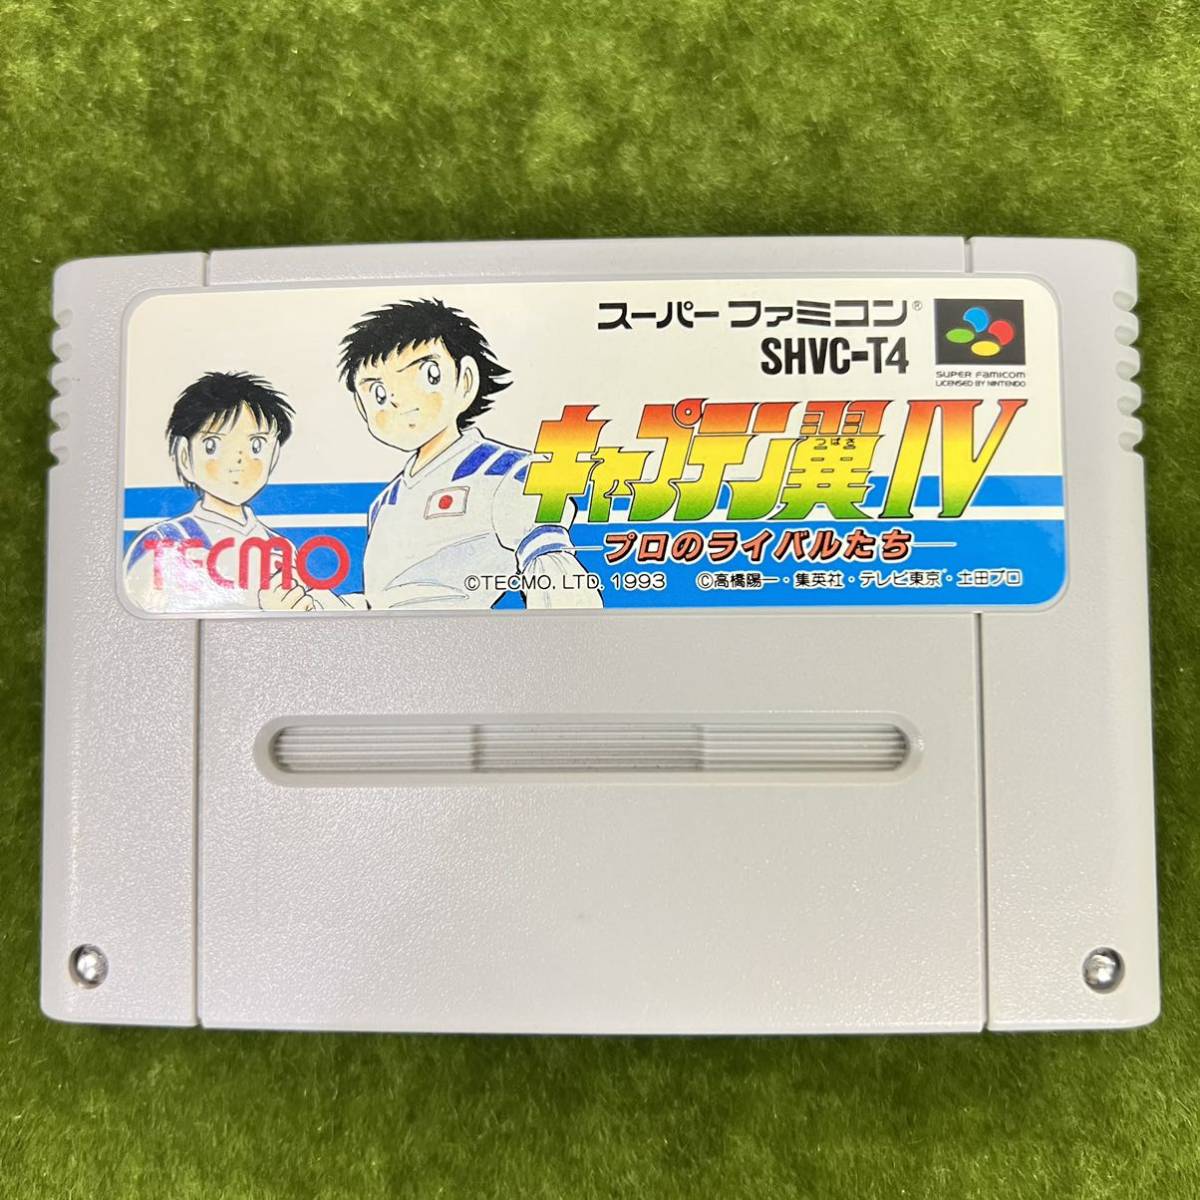 スーパーファミコン®
SHVC-T4
SUPER FAMICOM
LICENSED BY NINTENDO
キャプテン翼IV
つばさ
プロのライバルたち
TECMO
©TECMO, LTD. 1993 ©高橋陽一・集英社・テレビ東京・土田プロ